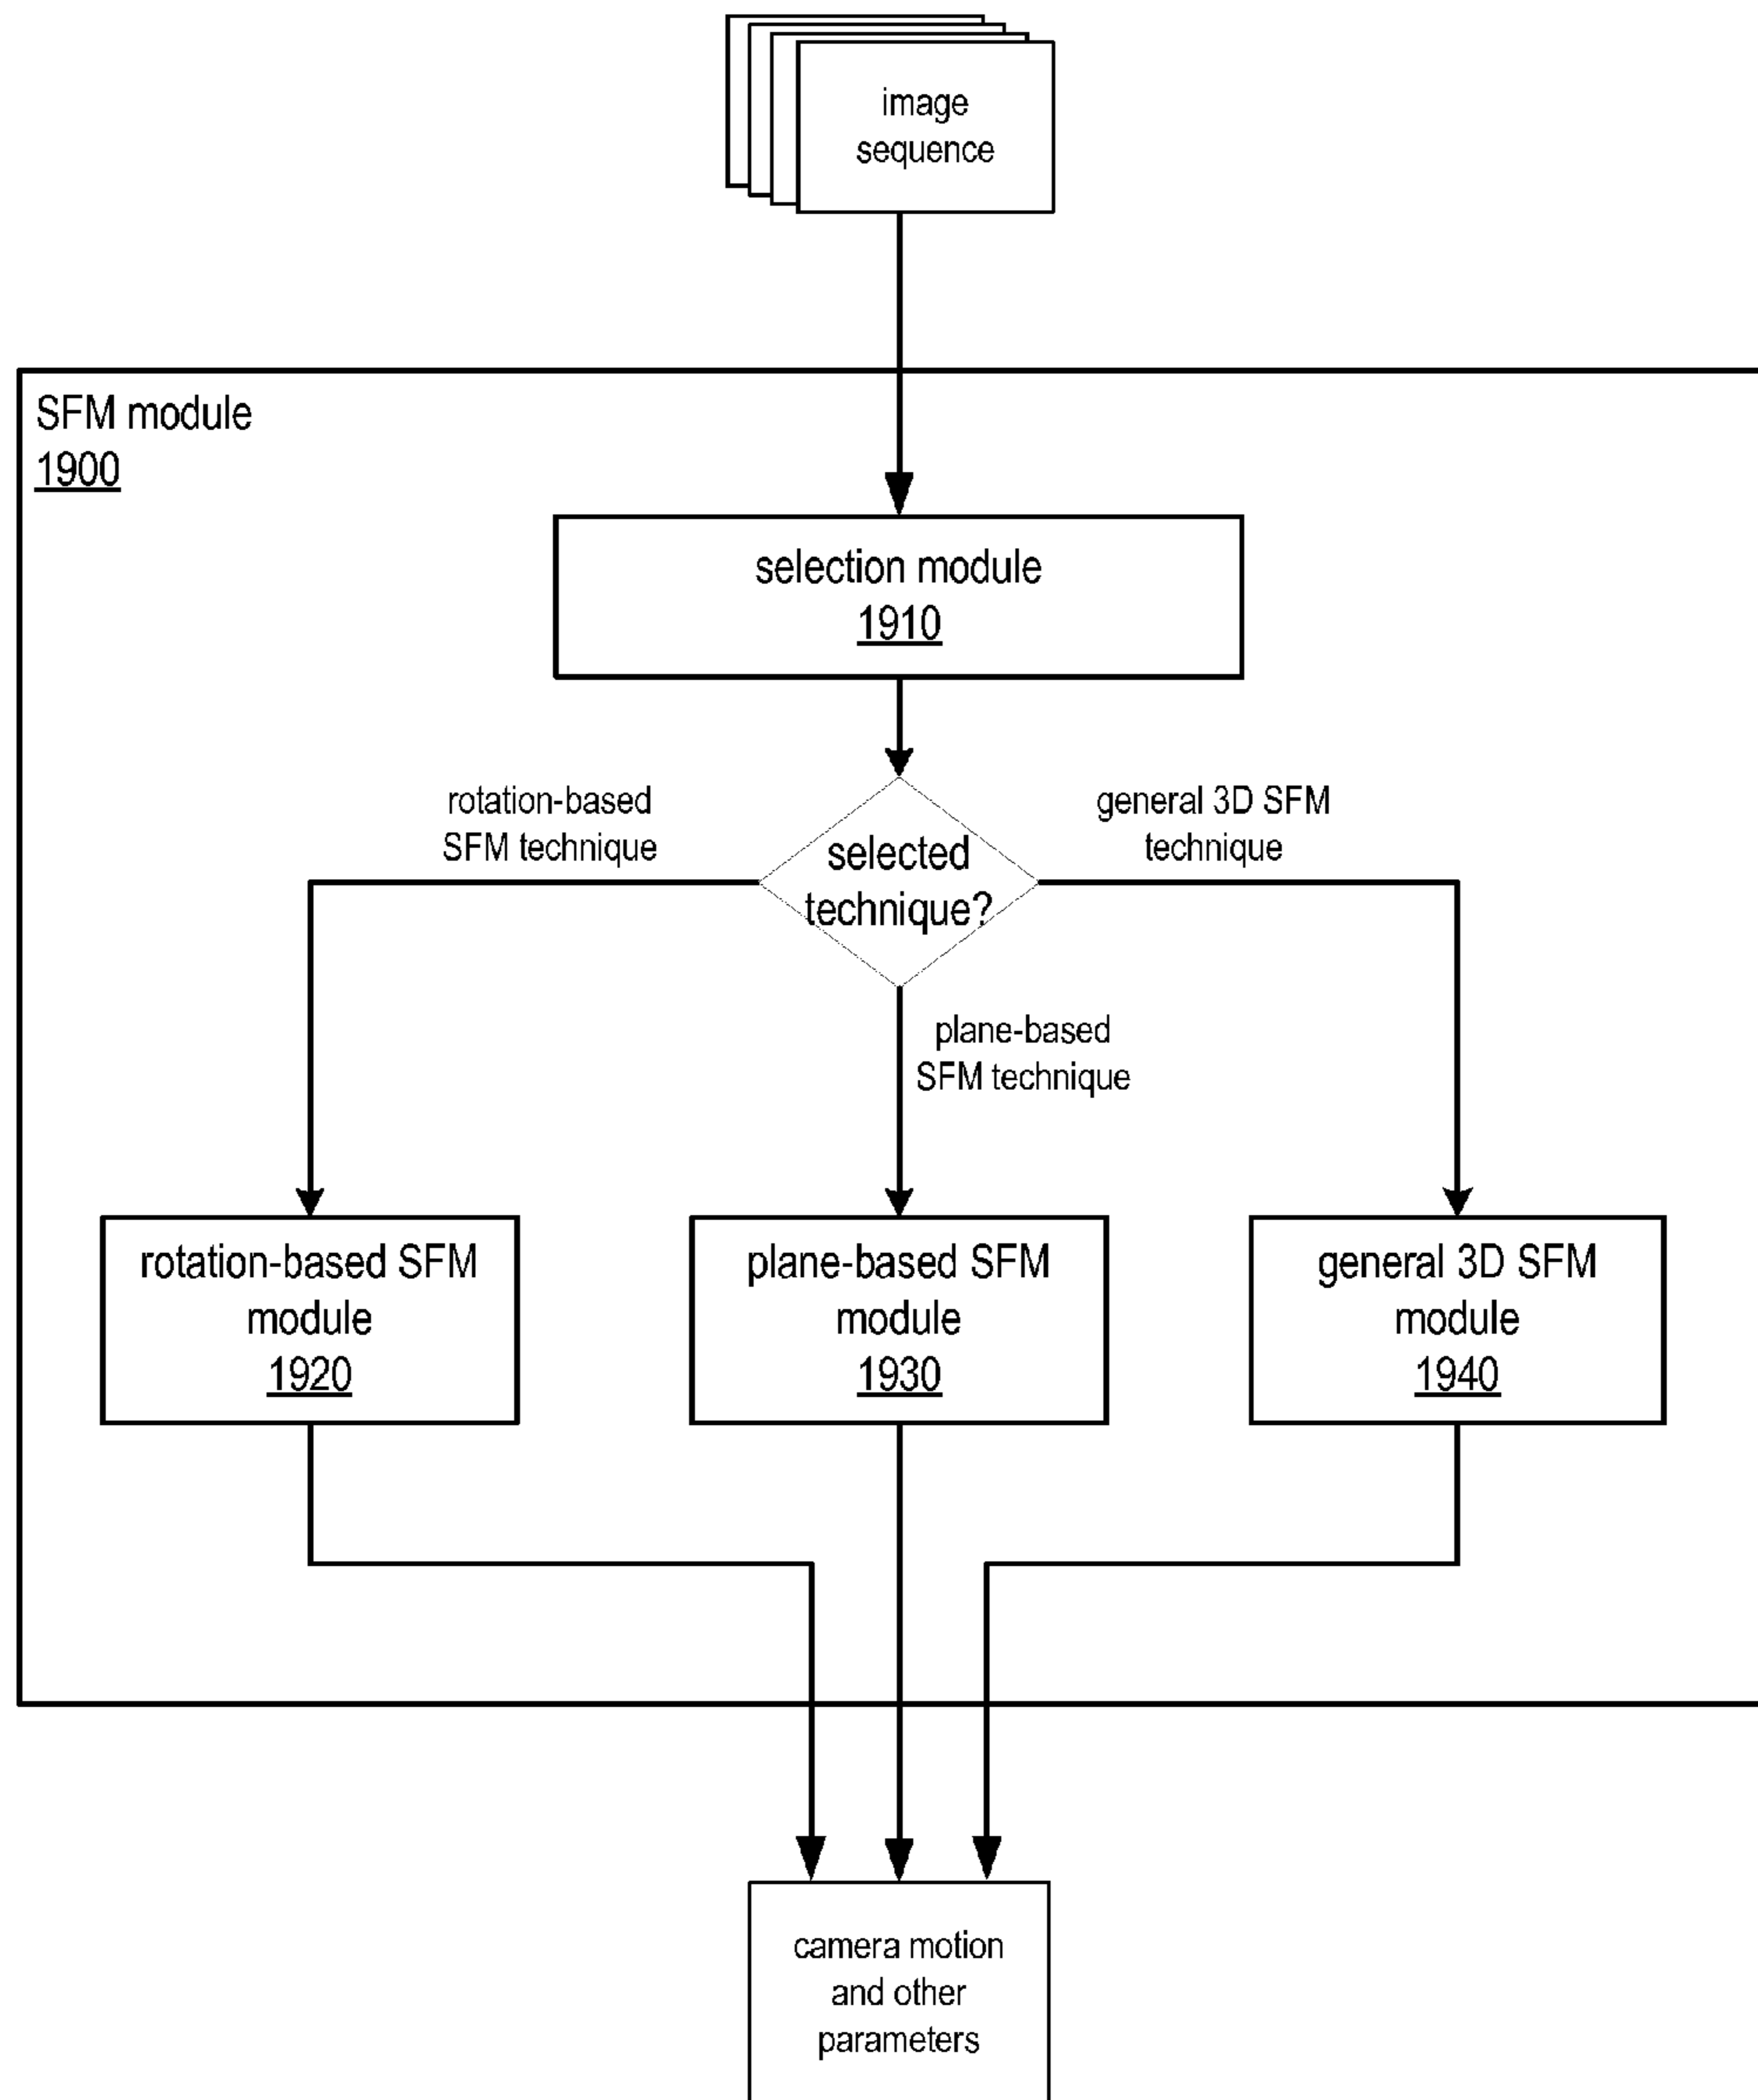 image
sequence
SFM module
1900
selection module
1910
rotation-based
SFM technique
general 3D SFM
technique
selected
technique?
plane-based
SFM technique
rotation-based SFM
module
1920
plane-based SFM
module
1930
general 3D SFM
module
1940
camera motion
and other
parameters